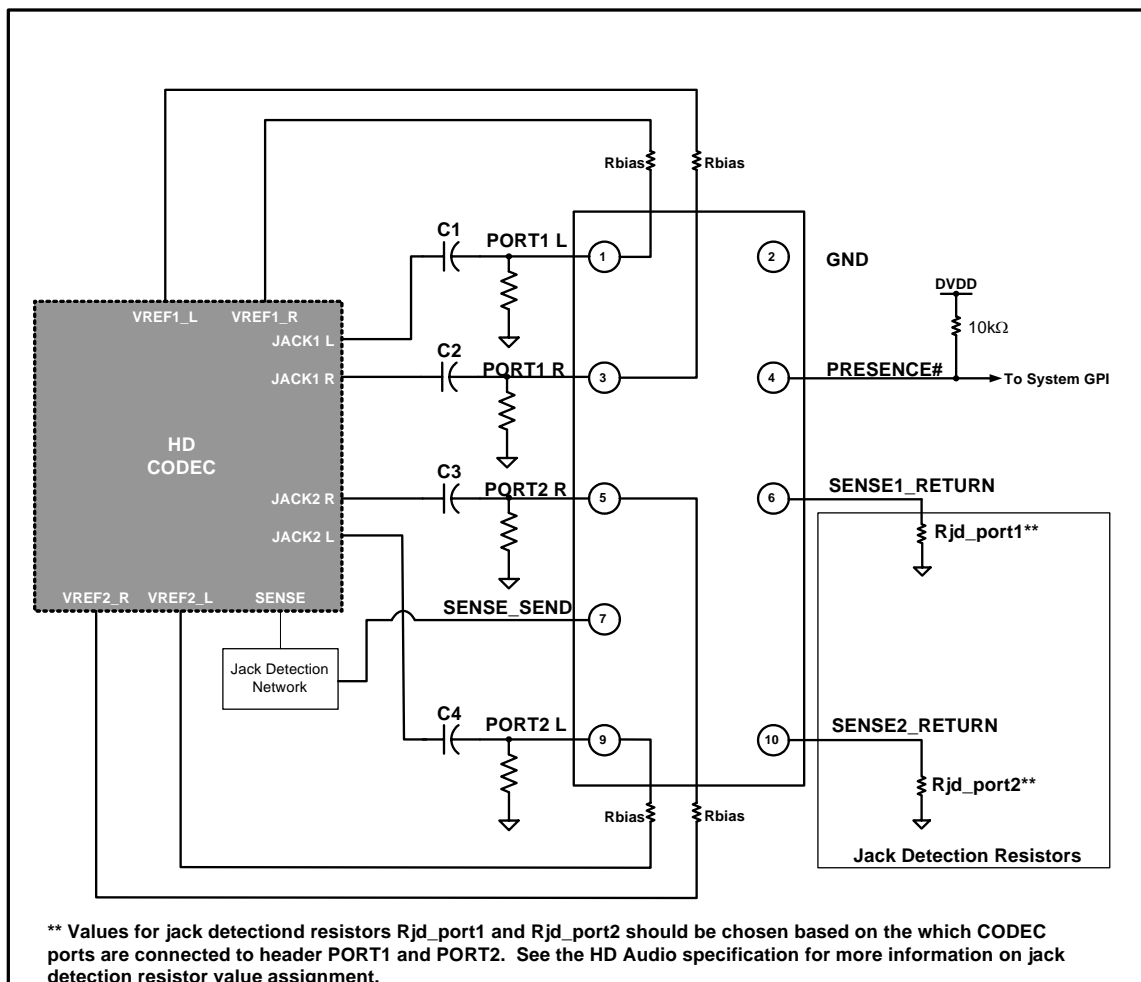 Rbias
Rbias
C1
PORT1 L
1
2
GND
DVDD
10kΩ
VREF1_L
VREF1_R
JACK1 L
C2
PORT1 R
3
4
PRESENCE#
To System GPI
JACK1 R
HD
CODEC
C3
PORT2 R
5
6
SENSE1_RETURN
JACK2 R
Rjd_port1**
JACK2 L
VREF2_R
VREF2_L
SENSE
SENSE_SEND
7
Jack Detection
Network
C4
PORT2 L
9
10
SENSE2_RETURN
Rjd_port2**
Rbias
Rbias
Jack Detection Resistors
** Values for jack detectiond resistors Rjd_port1 and Rjd_port2 should be chosen based on the which CODEC
ports are connected to header PORT1 and PORT2.  See the HD Audio specification for more information on jack
detection resistor value assignment.